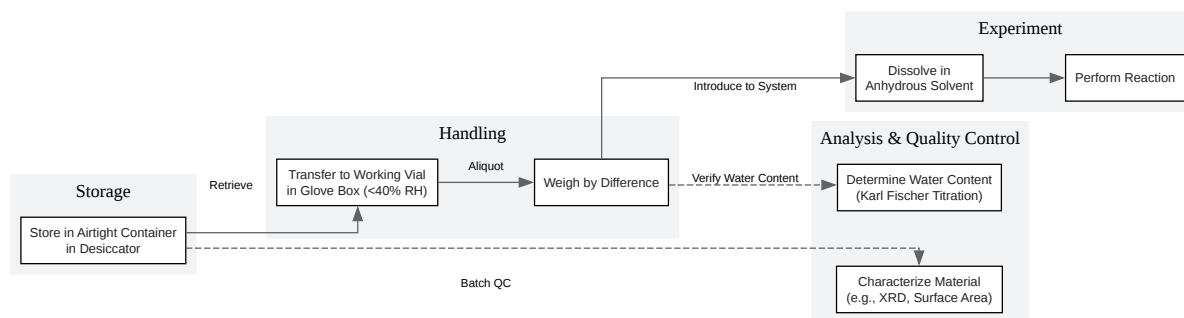 Experiment
Dissolve in
Anhydrous Solvent
Perform Reaction
Introduce to System
Handling
Transfer to Working Vial
in Glove Box (<40% RH)
Aliquot
Weigh by Difference
Verify Water Content
Analysis & Quality Control
Determine Water Content
(Karl Fischer Titration)
Storage
Retrieve
Store in Airtight Container
in Desiccator
Batch QC
Characterize Material
(e.g., XRD, Surface Area)